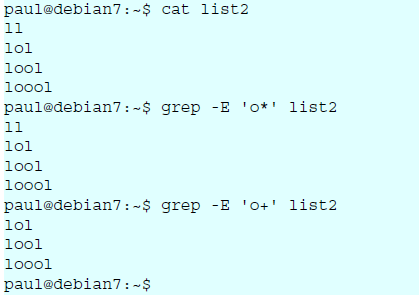 paul@debian7:~$ cat list2
ll
lol
lool
loool
paul@debian7:~$ grep -E 'o*' list2
ll
lol
lool
loool
paul@debian7:~$ grep -E 'o+' list2
lol
lool
loool
paul@debian7:~$